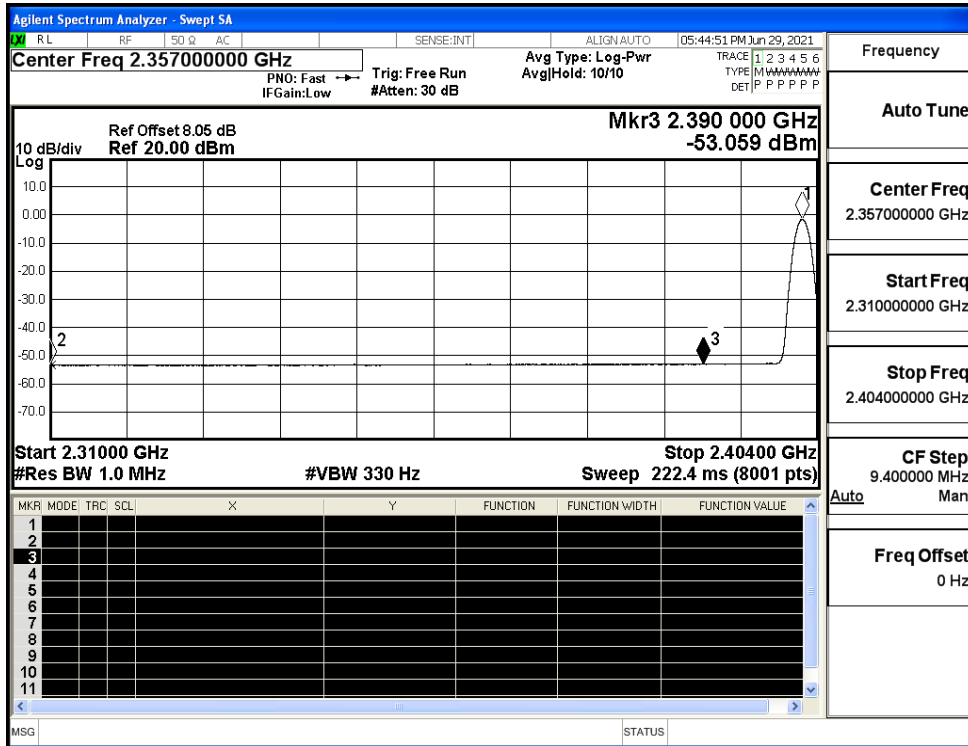 Agilent Spectrum Analyzer - Swept SA
LXI RL RF 50 Ω AC SENSE:INT ALIGN AUTO 05:44:51 PM Jun 29, 2021
Center Freq 2.357000000 GHz
PNO: Fast
IFGain:Low
Trig: Free Run
#Atten: 30 dB
Avg Type: Log-Pwr
Avg|Hold: 10/10
TRACE 1 2 3 4 5 6
TYPE M WWWWW
DET P P P P P P
Mkr3 2.390 000 GHz
-53.059 dBm
Ref Offset 8.05 dB
10 dB/div Ref 20.00 dBm
Log
10.0
0.00
-10.0
-20.0
-30.0
-40.0
-50.0
-60.0
-70.0
1
2
3
Start 2.31000 GHz Stop 2.40400 GHz
#Res BW 1.0 MHz #VBW 330 Hz Sweep 222.4 ms (8001 pts)
MKR MODE TRC SCL X Y FUNCTION FUNCTION WIDTH FUNCTION VALUE
1
2
3
4
5
6
7
8
9
10
11
MSG STATUS
Frequency
Auto Tune
Center Freq
2.357000000 GHz
Start Freq
2.310000000 GHz
Stop Freq
2.404000000 GHz
CF Step
9.400000 MHz
Auto Man
Freq Offset
0 Hz